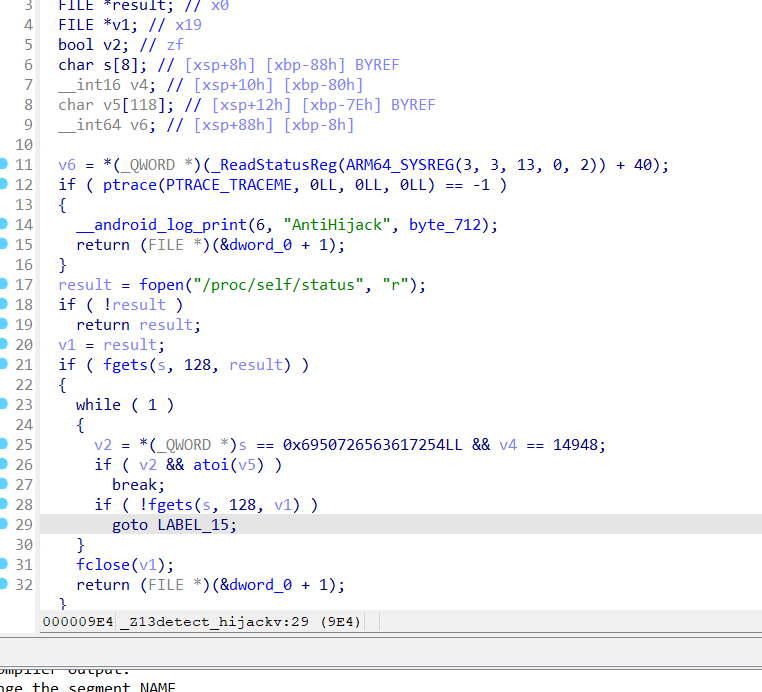 3 FILE *result; // x0
4 FILE *v1; // x19
5 bool v2; // zf
6 char s[8]; // [xsp+8h] [xbp-88h] BYREF
7 __int16 v4; // [xsp+10h] [xbp-80h]
8 char v5[118]; // [xsp+12h] [xbp-7Eh] BYREF
9 __int64 v6; // [xsp+88h] [xbp-8h]
10
11 v6 = *(_QWORD *)(_ReadStatusReg(ARM64_SYSREG(3, 3, 13, 0, 2)) + 40);
12 if ( ptrace(PTRACE_TRACEME, 0LL, 0LL, 0LL) == -1 )
13 {
14 __android_log_print(6, "AntiHijack", byte_712);
15 return (FILE *)(&dword_0 + 1);
16 }
17 result = fopen("/proc/self/status", "r");
18 if ( !result )
19 return result;
20 v1 = result;
21 if ( fgets(s, 128, result) )
22 {
23 while ( 1 )
24 {
25 v2 = *(_QWORD *)s == 0x6950726563617254LL && v4 == 14948;
26 if ( v2 && atoi(v5) )
27 break;
28 if ( !fgets(s, 128, v1) )
29 goto LABEL_15;
30 }
31 fclose(v1);
32 return (FILE *)(&dword_0 + 1);
}
000009E4 _Z13detect_hijackv:29 (9E4)
ompiler output:
nge the segment NAME